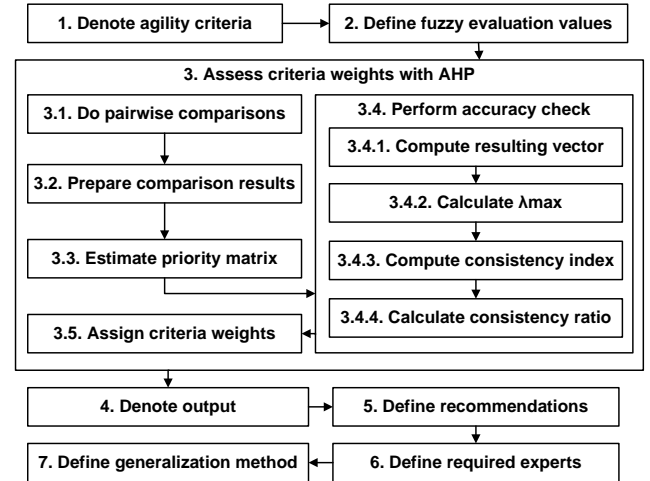 1. Denote agility criteria
2. Define fuzzy evaluation values
3. Assess criteria weights with AHP
3.1. Do pairwise comparisons
3.2. Prepare comparison results
3.3. Estimate priority matrix
3.4. Perform accuracy check
3.4.1. Compute resulting vector
3.4.2. Calculate λmax
3.4.3. Compute consistency index
3.4.4. Calculate consistency ratio
3.5. Assign criteria weights
4. Denote output
5. Define recommendations
6. Define required experts
7. Define generalization method